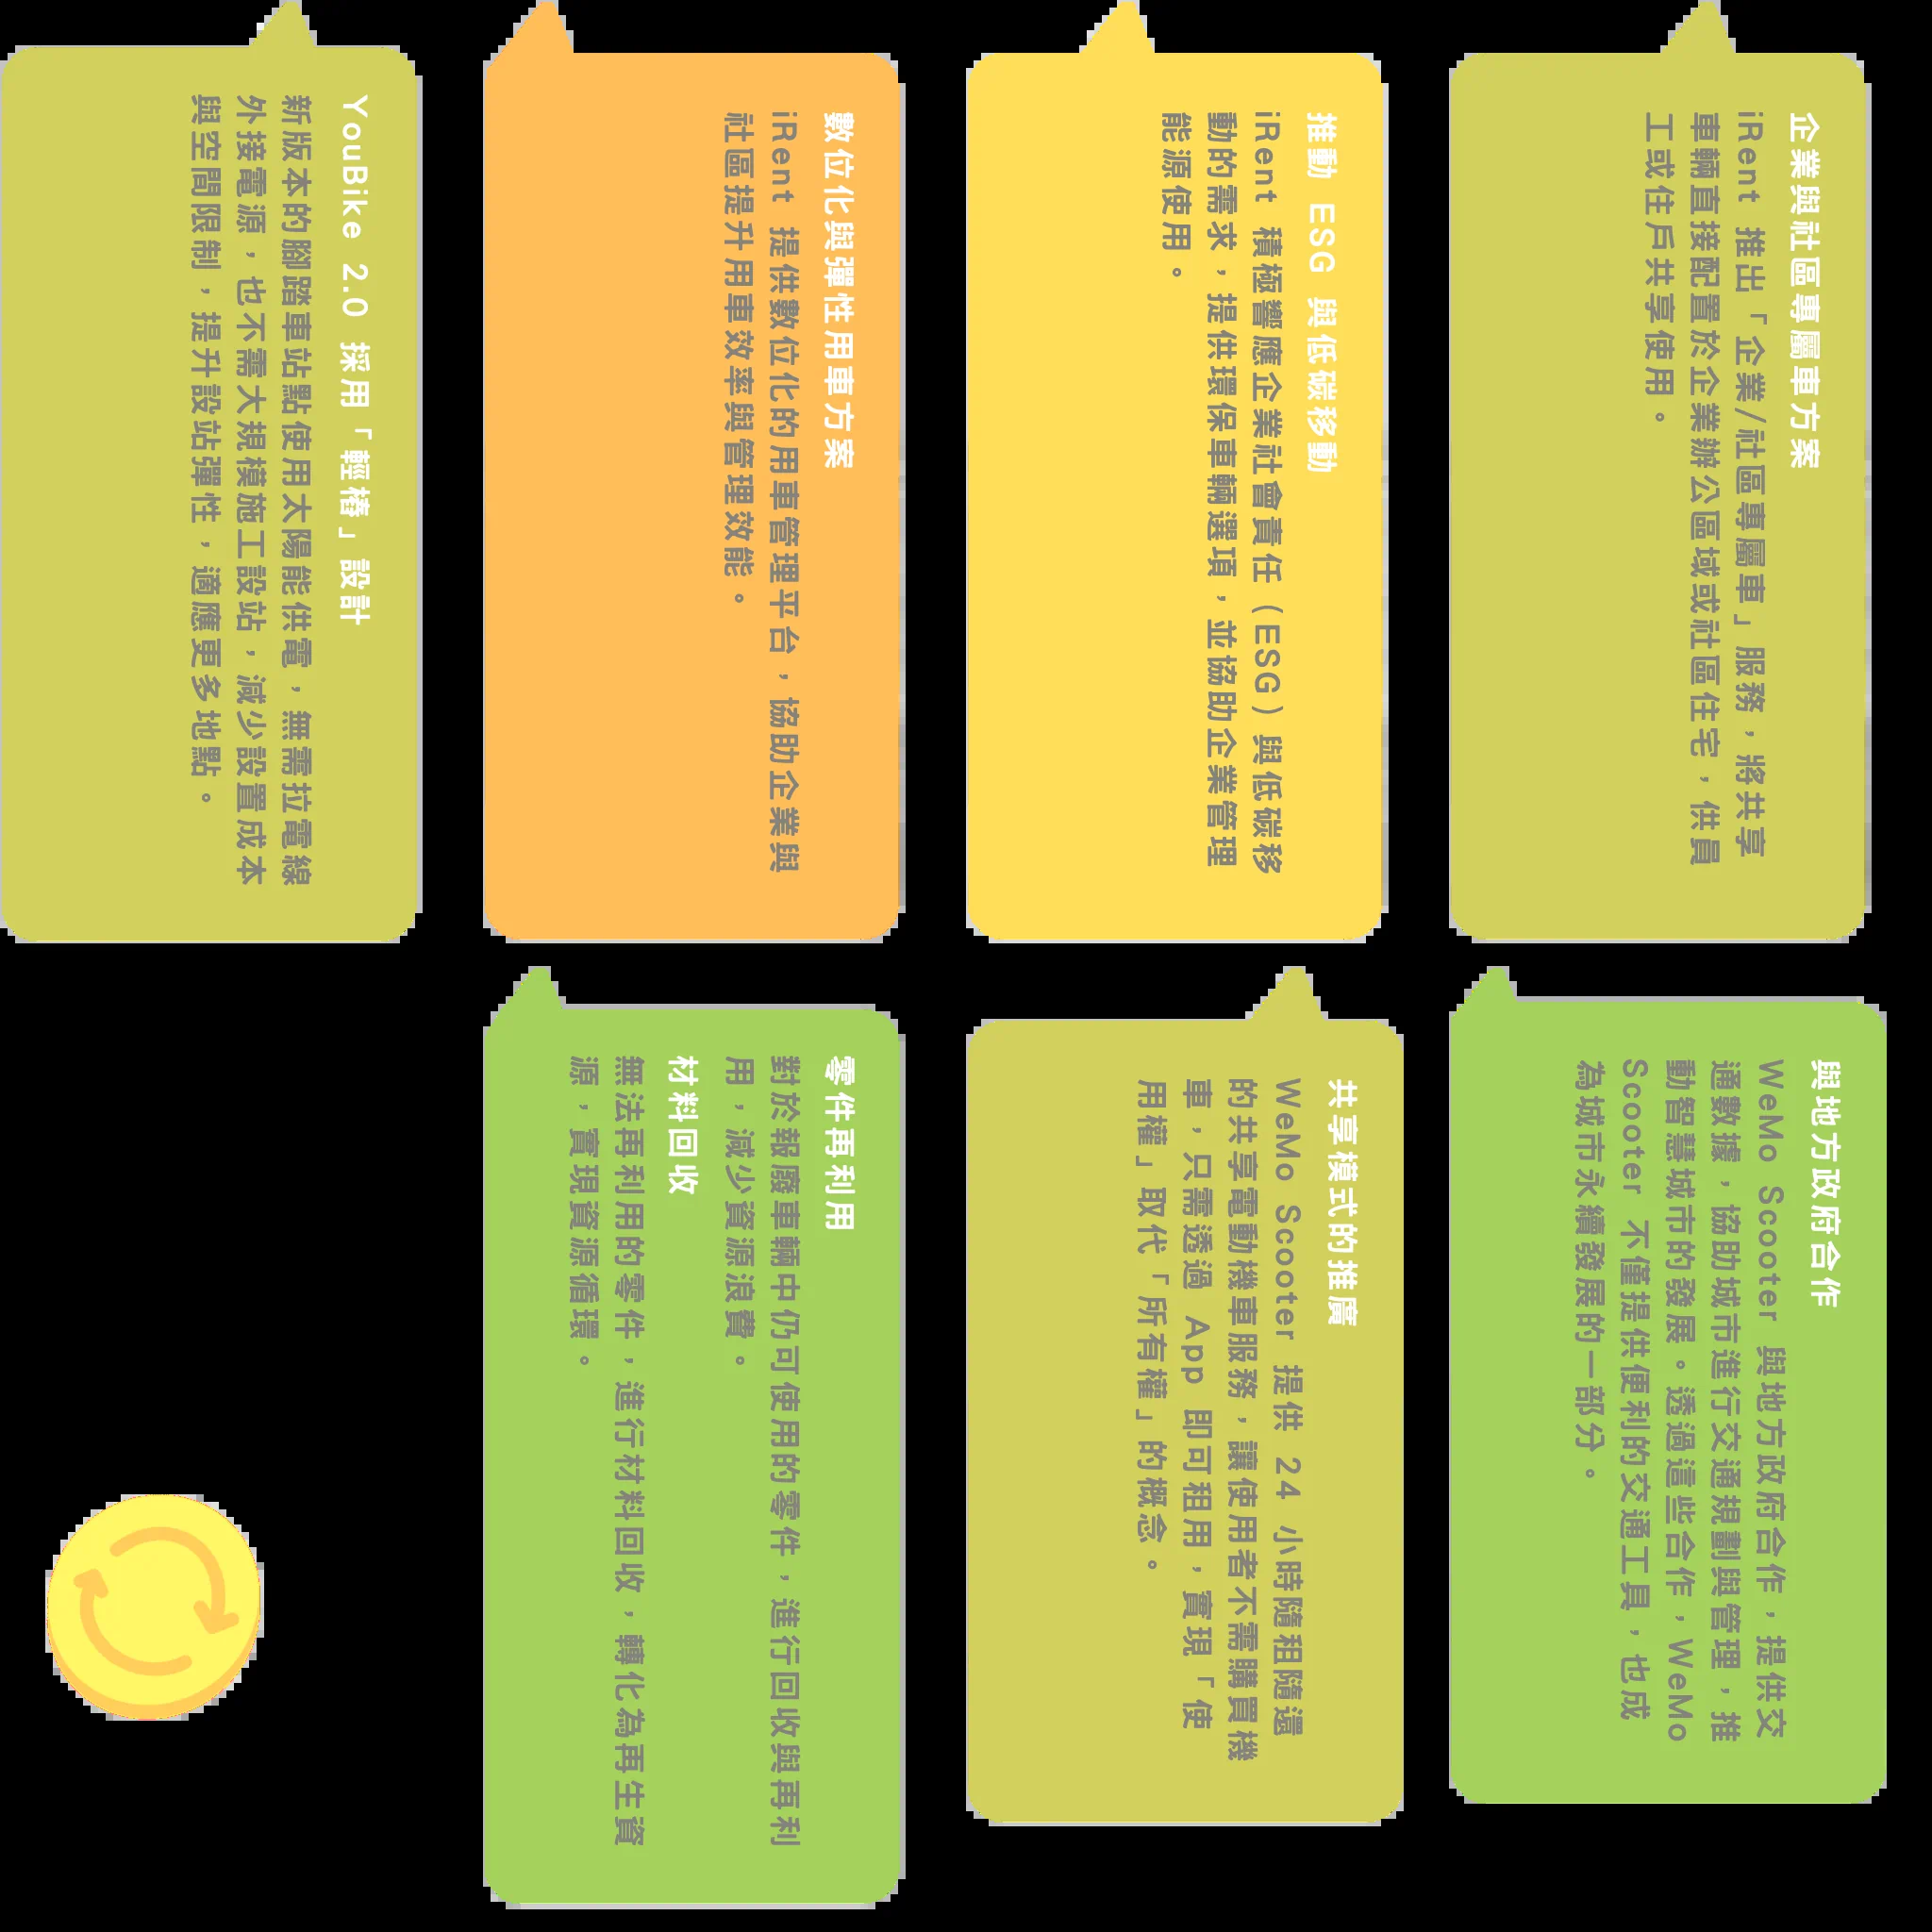 YouBike 2.0 採用「輕樁」設計
新版本的腳踏車站點使用太陽能供電，無需拉電線
外接電源，也不需大規模施工設站，減少設置成本
與空間限制，提升設站彈性，適應更多地點。
數位化與彈性用車方案
iRent 提供數位化的用車管理平台，協助企業與
社區提升用車效率與管理效能。
推動 ESG 與低碳移動
iRent 積極響應企業社會責任（ESG）與低碳移
動的需求，提供環保車輛選項，並協助企業管理
能源使用。
企業與社區專屬車方案
iRent 推出「企業/社區專屬車」服務，將共享
車輛直接配置於企業辦公區域或社區住宅，供員
工或住戶共享使用。
零件再利用
對於報廢車輛中仍可使用的零件，進行回收與再利
用，減少資源浪費。
材料回收
無法再利用的零件，進行材料回收，轉化為再生資
源，實現資源循環。
共享模式的推廣
WeMo Scooter 提供 24 小時隨租隨還
的共享電動機車服務，讓使用者不需購買機
車，只需透過 App 即可租用，實現「使
用權」取代「所有權」的概念。
與地方政府合作
WeMo Scooter 與地方政府合作，提供交
通數據，協助城市進行交通規劃與管理，推
動智慧城市的發展。透過這些合作，WeMo
Scooter 不僅提供便利的交通工具，也成
為城市永續發展的一部分。